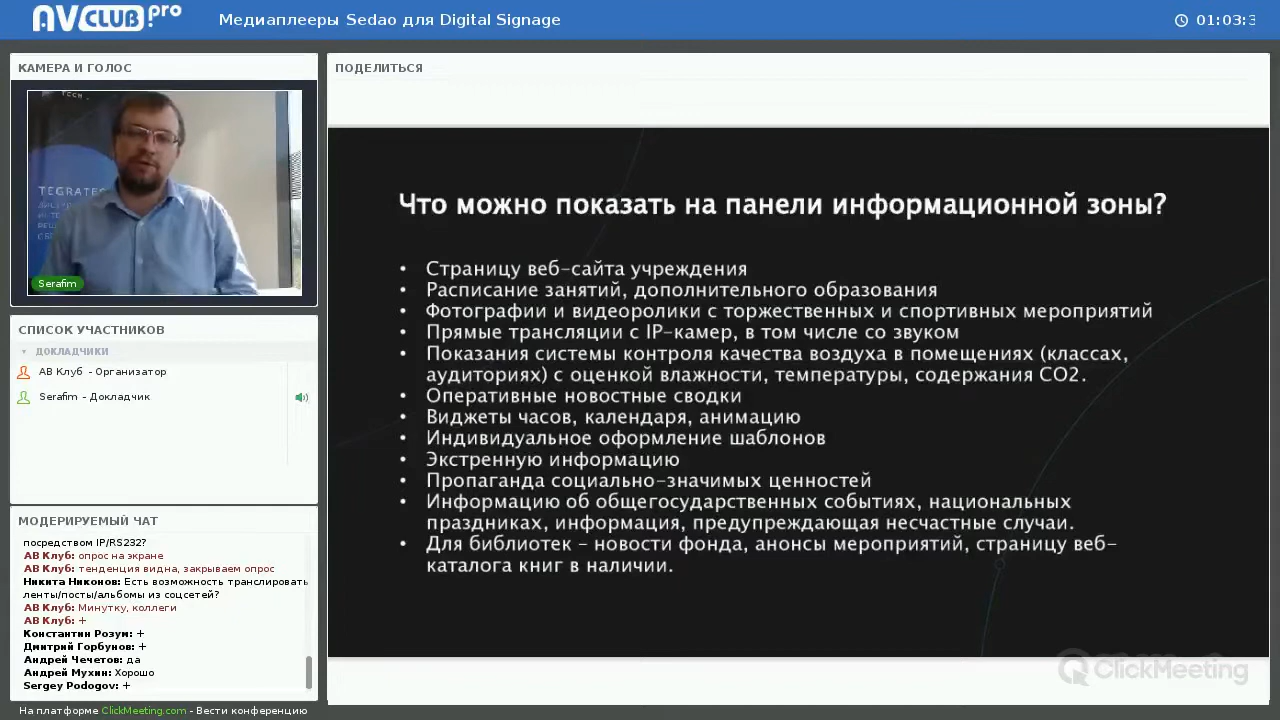 AVCLUB pro
Медиаплееры Sedao для Digital Signage
01:03:3
КАМЕРА И ГОЛОС
TEGRATE
Serafim
СПИСОК УЧАСТНИКОВ
ДОКЛАДЧИКИ
АВ Клуб - Организатор
Serafim - Докладчик
МОДЕРИРУЕМЫЙ ЧАТ
посредством IP/RS232?
АВ Клуб: опрос на экране
АВ Клуб: тенденция видна, закрываем опрос
Никита Никонов: Есть возможность транслировать
ленты/посты/альбомы из соцсетей?
АВ Клуб: Минутку, коллеги
АВ Клуб: +
Константин Розум: +
Дмитрий Горбунов: +
Андрей Чечетов: да
Андрей Мухин: Хорошо
Sergey Podogov: +
На платформе ClickMeeting.com - Вести конференцию
ПОДЕЛИТЬСЯ
Что можно показать на панели информационной зоны?
• Страницу веб-сайта учреждения
• Расписание занятий, дополнительного образования
• Фотографии и видеоролики с торжественных и спортивных мероприятий
• Прямые трансляции с IP-камер, в том числе со звуком
• Показания системы контроля качества воздуха в помещениях (классах,
аудиториях) с оценкой влажности, температуры, содержания СО2.
• Оперативные новостные сводки
• Виджеты часов, календаря, анимацию
• Индивидуальное оформление шаблонов
• Экстренную информацию
• Пропаганда социально-значимых ценностей
• Информацию об общегосударственных событиях, национальных
праздниках, информация, предупреждающая несчастные случаи.
• Для библиотек – новости фонда, анонсы мероприятий, страницу веб-
каталога книг в наличии.
ClickMeeting